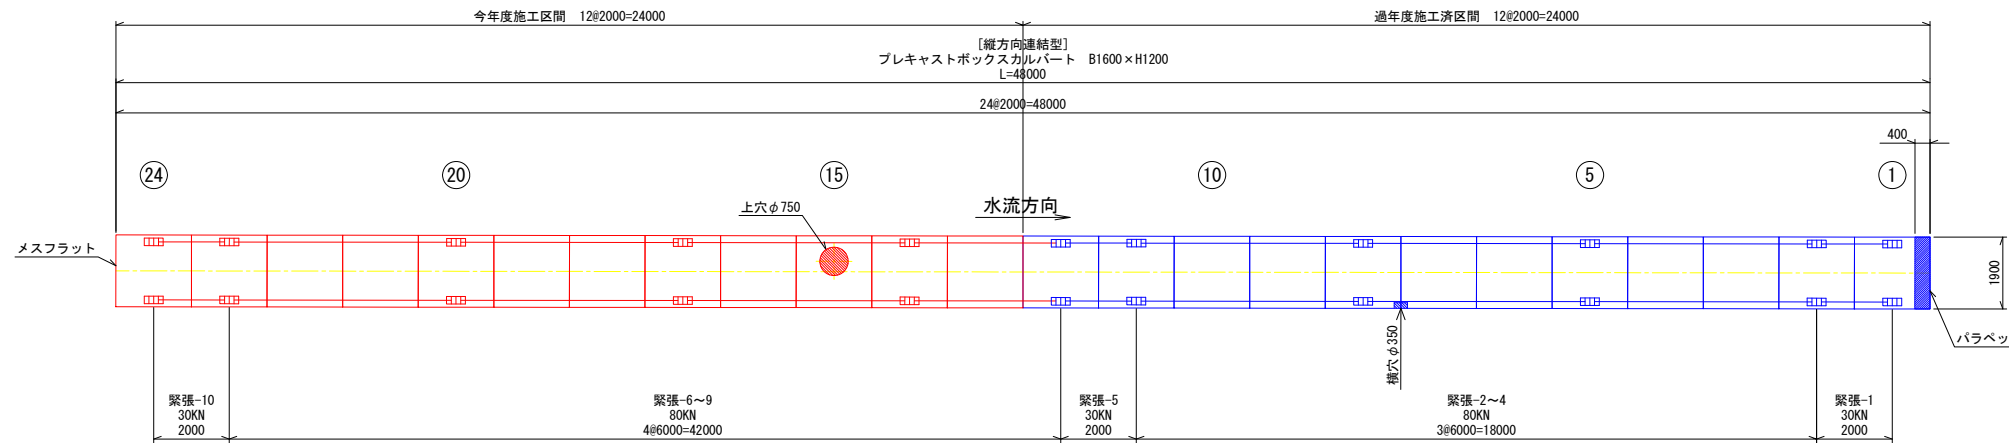 今年度施工区間 12@2000=24000
過年度施工済区間 12@2000=24000
[縦方向連結型]
プレキャストボックスカルバート B1600×H1200
L=48000
24@2000=48000
400
24
20
15
10
5
1
上穴φ750
水流方向
メスフラット
1900
横穴φ350
パラペッ
緊張-10
30KN
2000
緊張-6～9
80KN
4@6000=42000
緊張-5
30KN
2000
緊張-2～4
80KN
3@6000=18000
緊張-1
30KN
2000